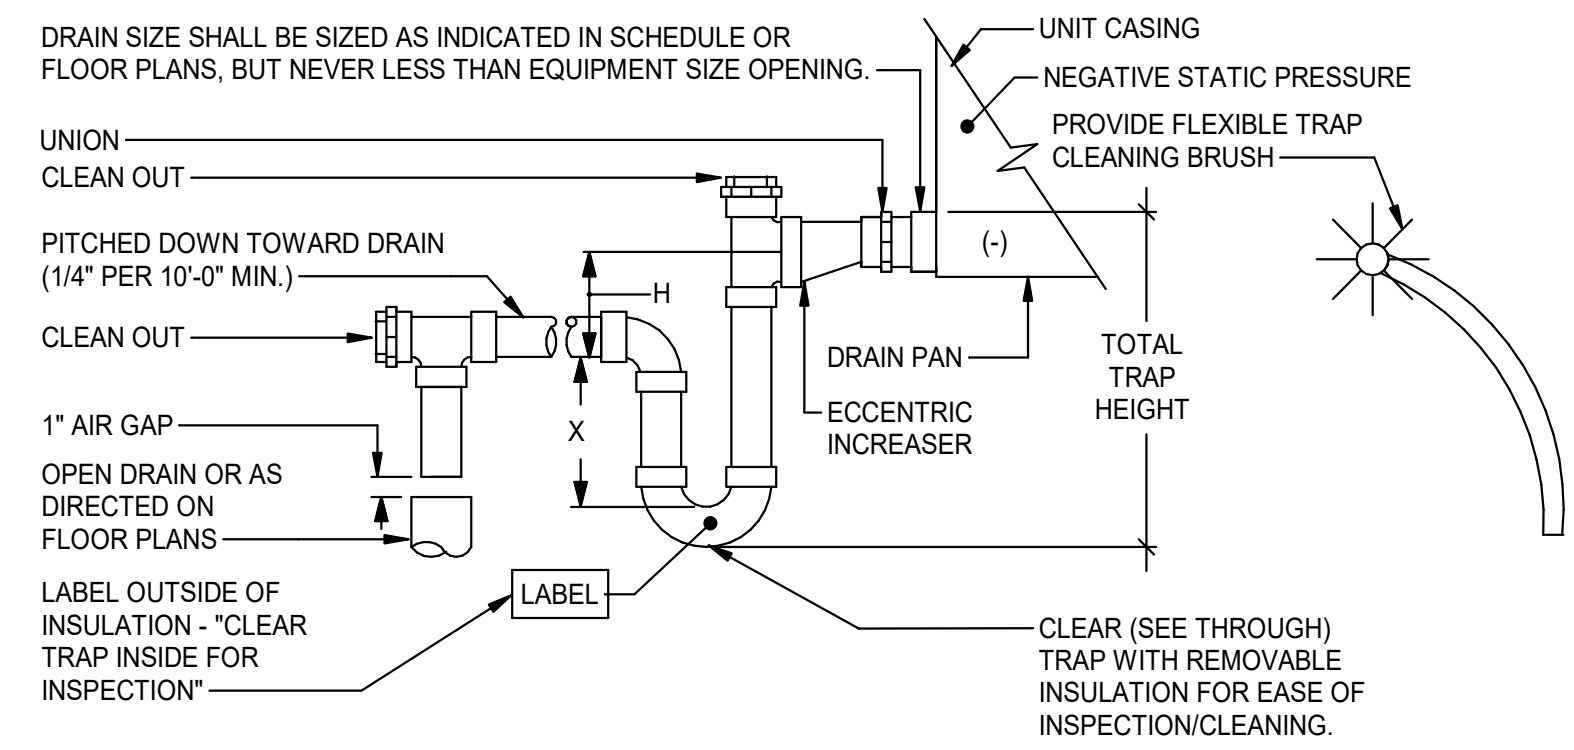 DRAIN SIZE SHALL BE SIZED AS INDICATED IN SCHEDULE OR
FLOOR PLANS, BUT NEVER LESS THAN EQUIPMENT SIZE OPENING.
UNION
CLEAN OUT
PITCHED DOWN TOWARD DRAIN
(1/4" PER 10'-0" MIN.)
CLEAN OUT
1" AIR GAP
OPEN DRAIN OR AS
DIRECTED ON
FLOOR PLANS
LABEL OUTSIDE OF
INSULATION - "CLEAR
TRAP INSIDE FOR
INSPECTION"
LABEL
H
X
UNIT CASING
NEGATIVE STATIC PRESSURE
PROVIDE FLEXIBLE TRAP
CLEANING BRUSH
(-)
DRAIN PAN
ECCENTRIC
INCREASER
TOTAL
TRAP
HEIGHT
CLEAR (SEE THROUGH)
TRAP WITH REMOVABLE
INSULATION FOR EASE OF
INSPECTION/CLEANING.